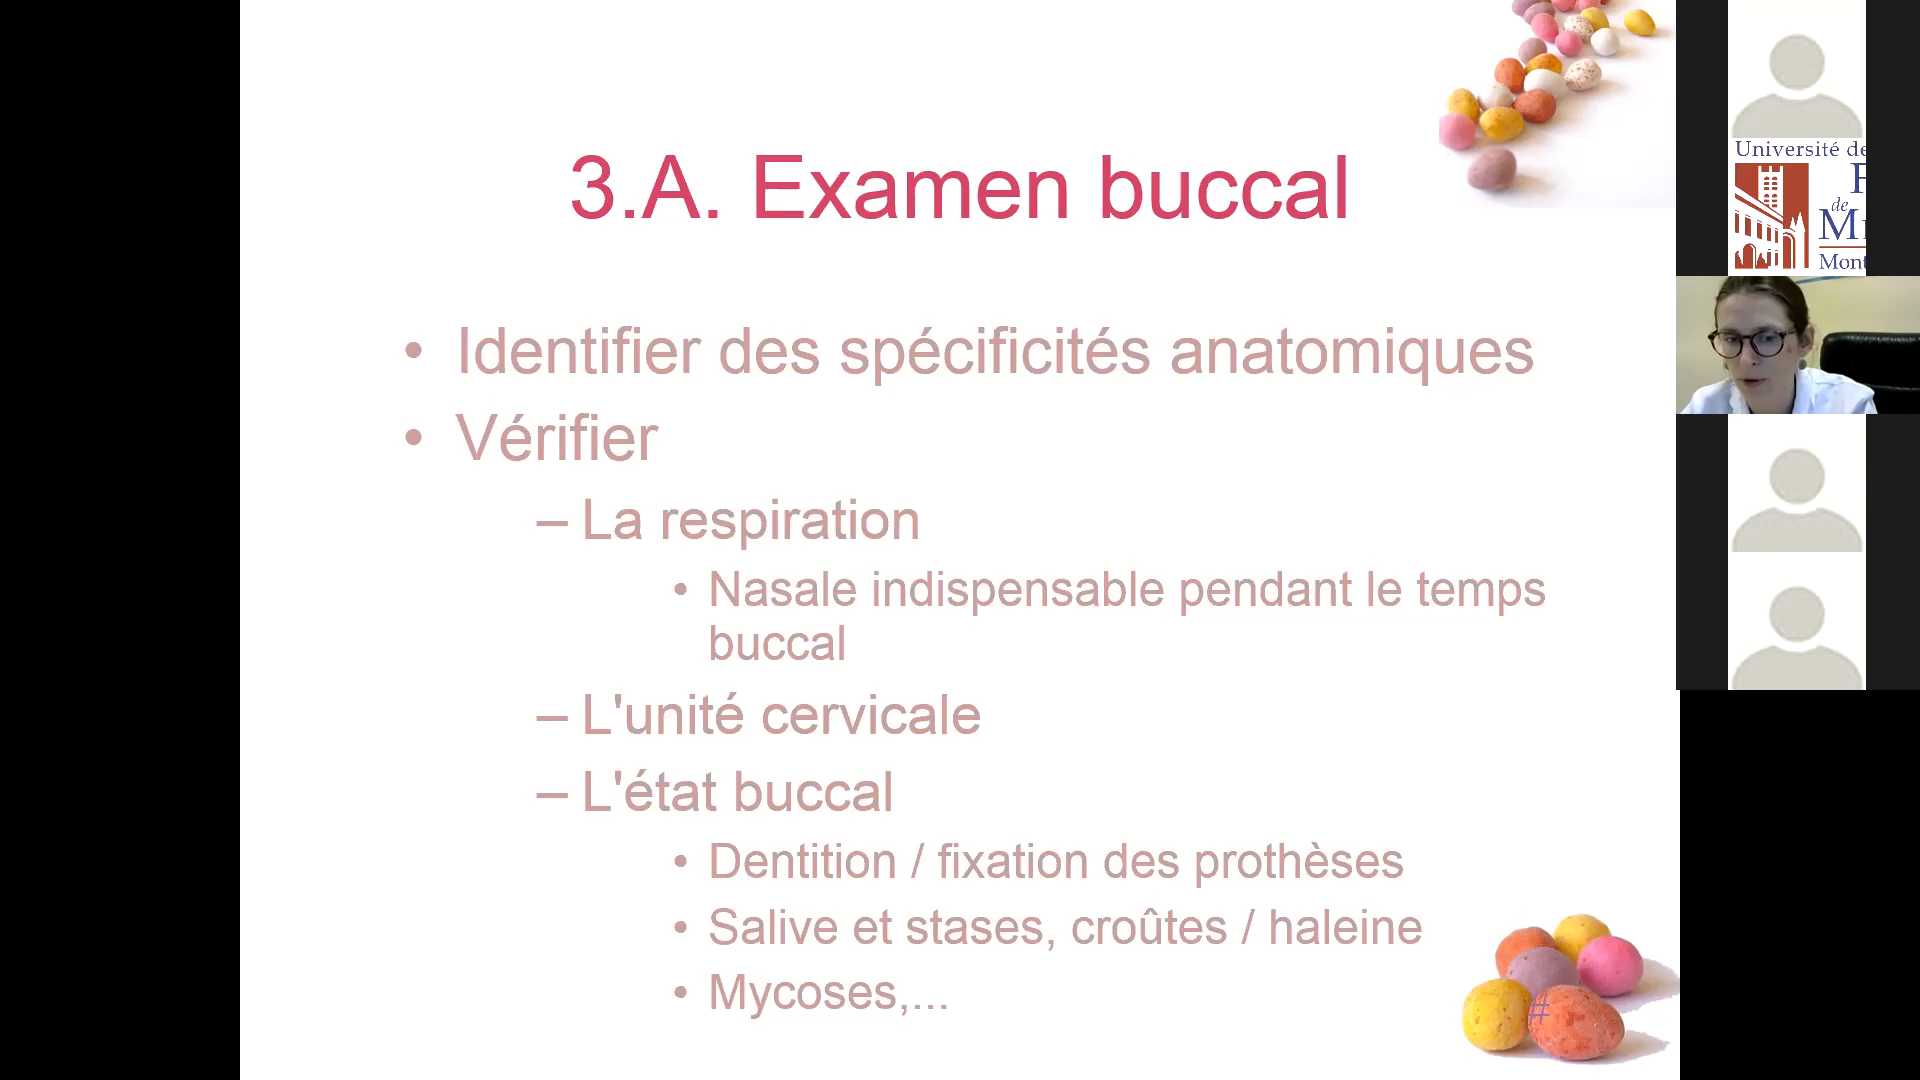 3.A. Examen buccal
• Identifier des spécificités anatomiques
• Vérifier
– La respiration
• Nasale indispensable pendant le temps
buccal
– L'unité cervicale
– L'état buccal
• Dentition / fixation des prothèses
• Salive et stases, croûtes / haleine
• Mycoses,...
#
Université de
F
de
M
Mont